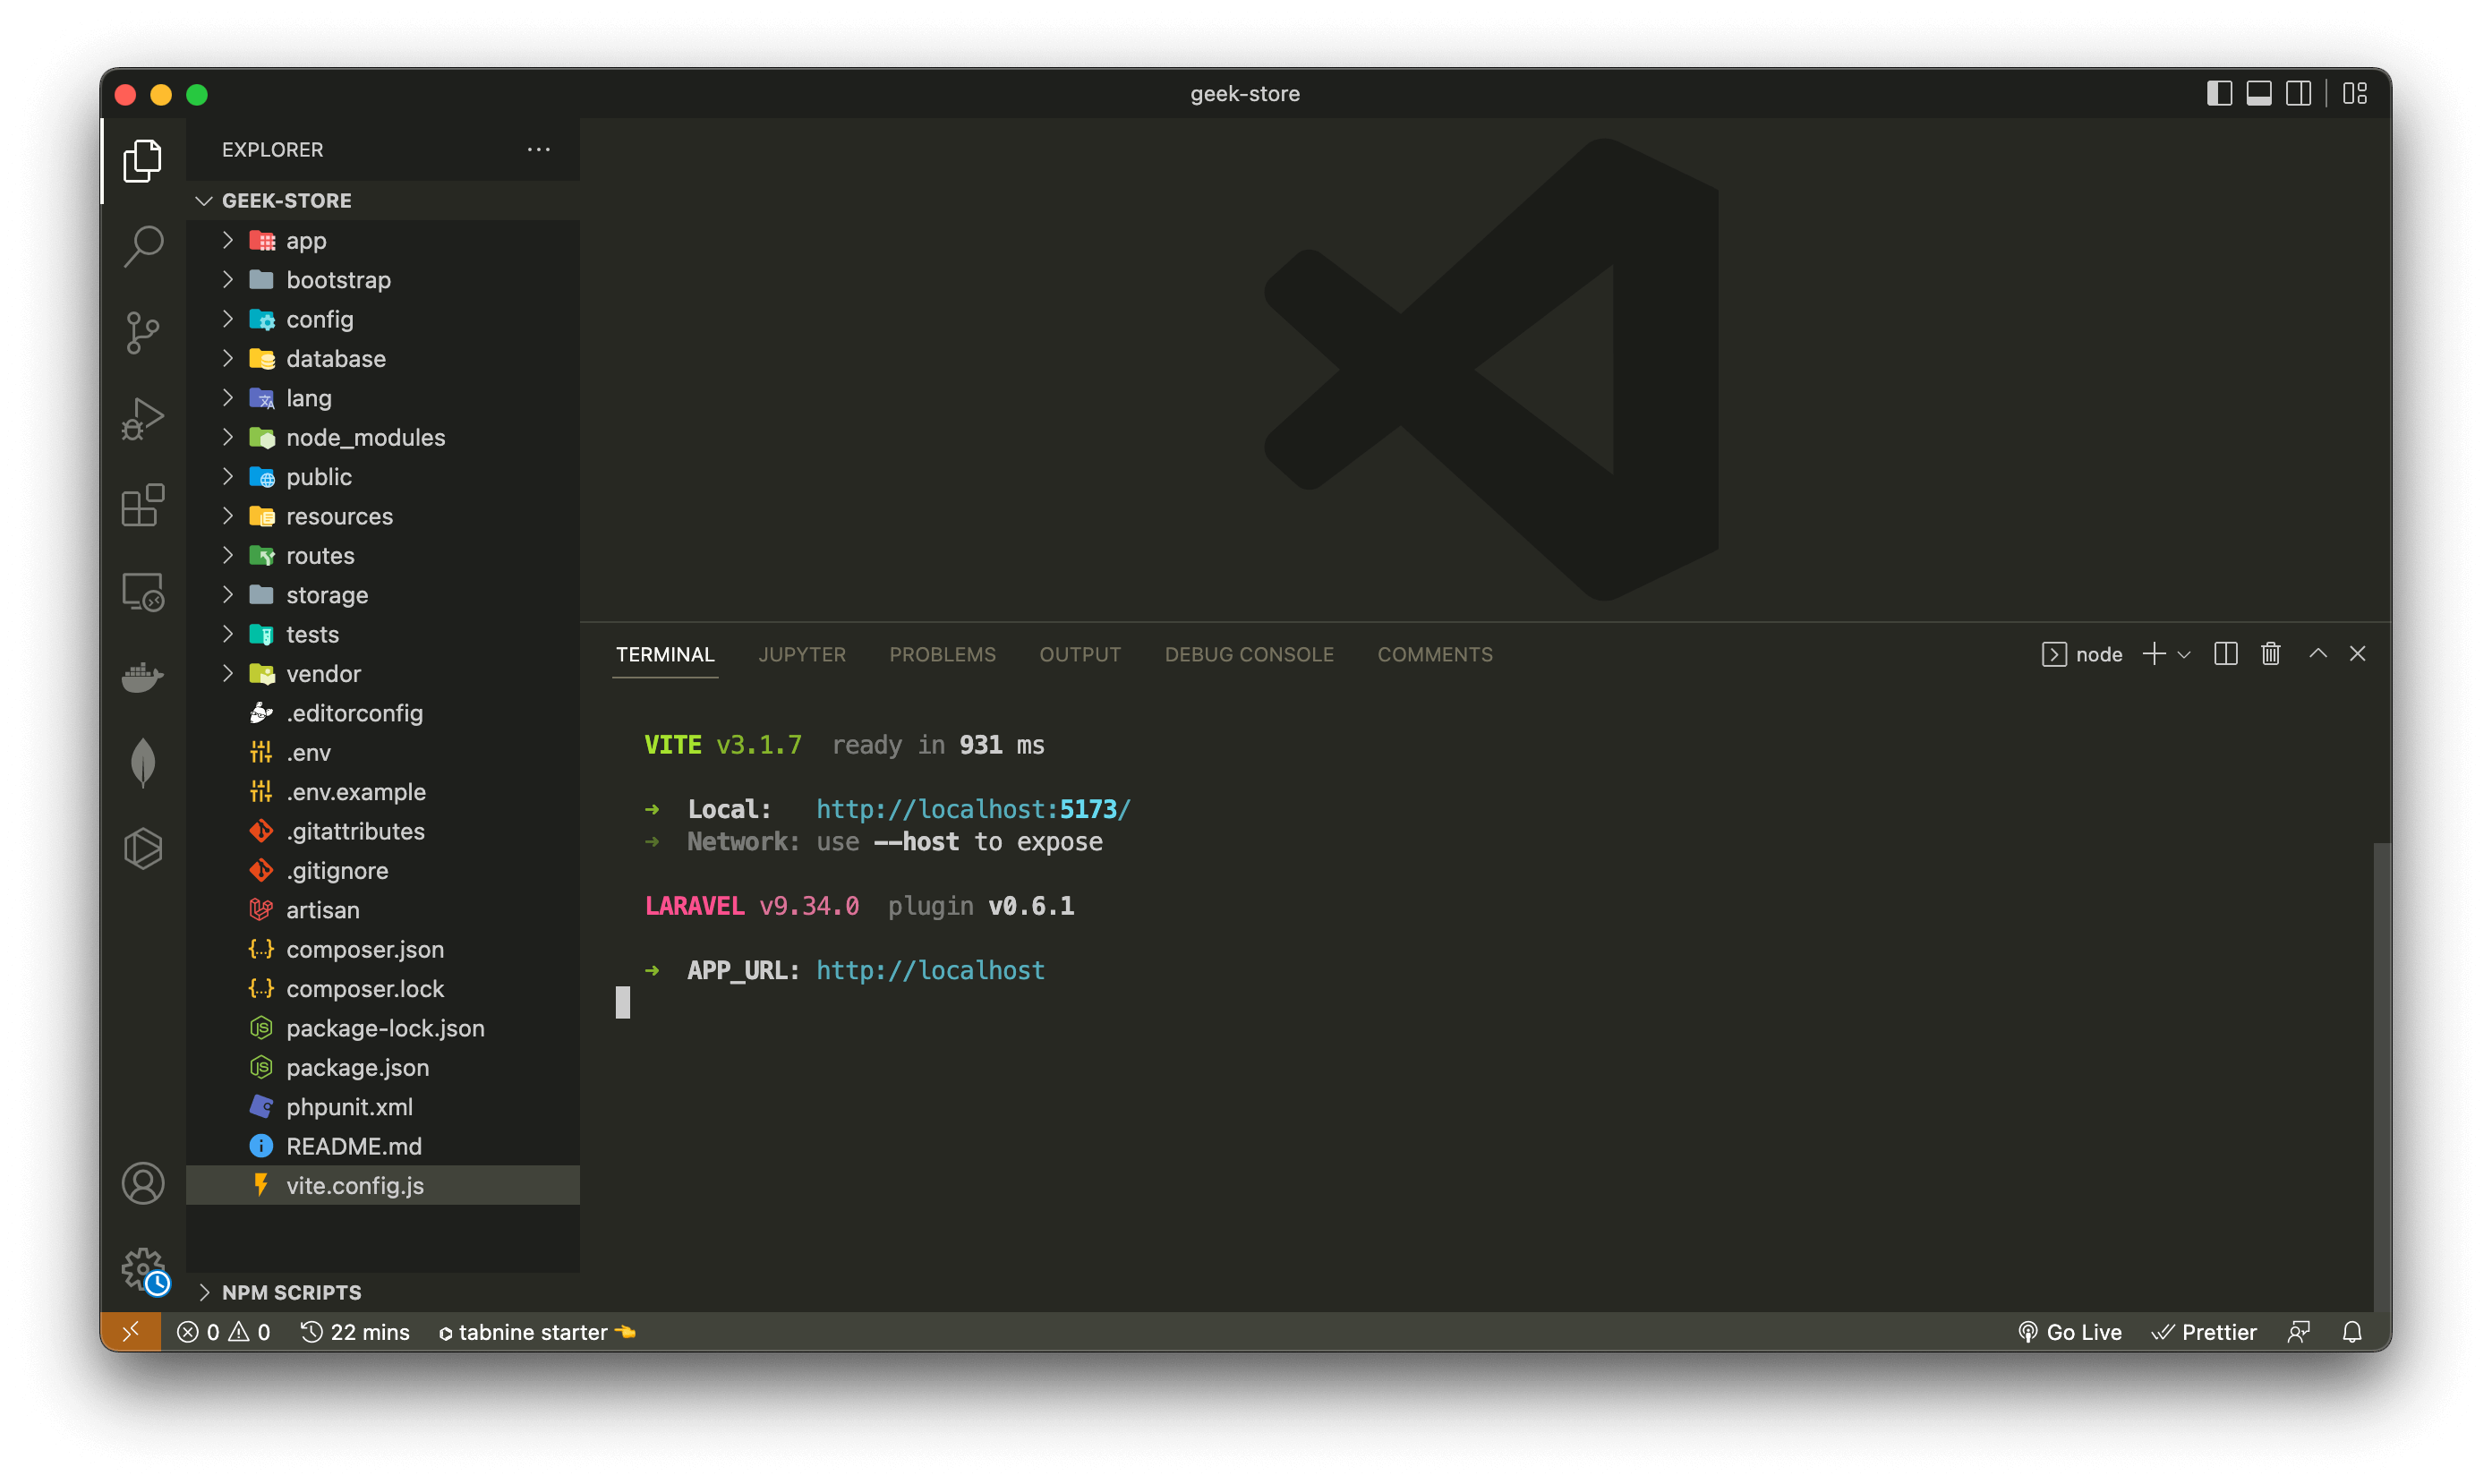 geek-store
EXPLORER
GEEK-STORE
app
bootstrap
config
database
lang
node_modules
public
resources
routes
storage
tests
vendor
.editorconfig
.env
.env.example
.gitattributes
.gitignore
artisan
composer.json
composer.lock
package-lock.json
package.json
phpunit.xml
README.md
vite.config.js
NPM SCRIPTS
TERMINAL JUPYTER PROBLEMS OUTPUT DEBUG CONSOLE COMMENTS node
VITE v3.1.7 ready in 931 ms
➜ Local: http://localhost:5173/
➜ Network: use --host to expose
LARAVEL v9.34.0 plugin v0.6.1
➜ APP_URL: http://localhost
0 0 22 mins tabnine starter Go Live Prettier